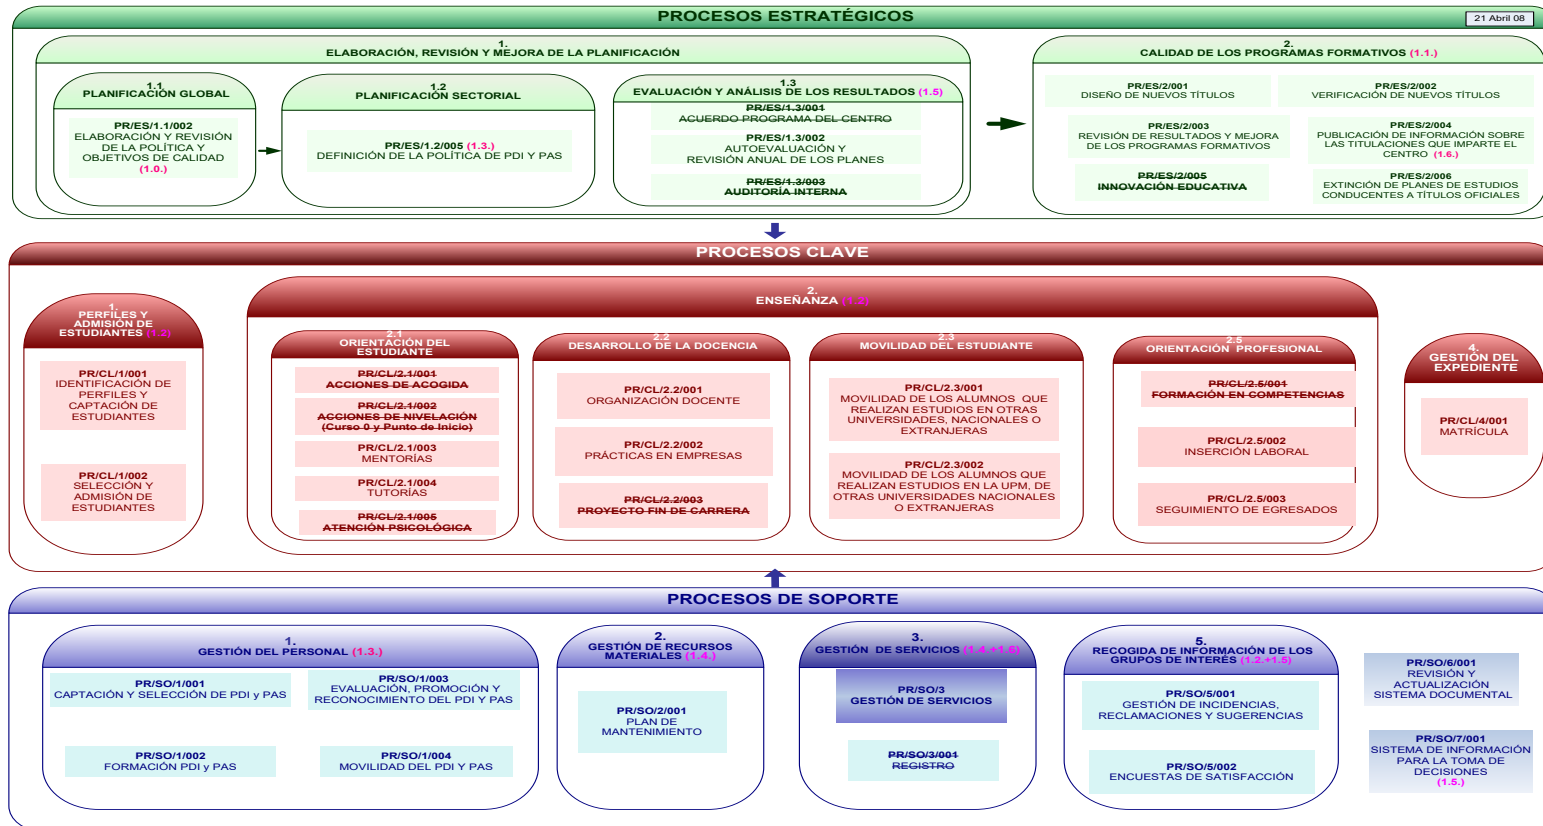 PROCESOS ESTRATÉGICOS
21 Abril 08
1.
ELABORACIÓN, REVISIÓN Y MEJORA DE LA PLANIFICACIÓN
1.1
PLANIFICACIÓN GLOBAL
PR/ES/1.1/002
ELABORACIÓN Y REVISIÓN
DE LA POLÍTICA Y
OBJETIVOS DE CALIDAD
(1.0.)
1.2
PLANIFICACIÓN SECTORIAL
PR/ES/1.2/005 (1.3.)
DEFINICIÓN DE LA POLÍTICA DE PDI Y PAS
1.3
EVALUACIÓN Y ANÁLISIS DE LOS RESULTADOS (1.5)
PR/ES/1.3/001
ACUERDO PROGRAMA DEL CENTRO
PR/ES/1.3/002
AUTOEVALUACIÓN Y
REVISIÓN ANUAL DE LOS PLANES
PR/ES/1.3/003
AUDITORÍA INTERNA
2.
CALIDAD DE LOS PROGRAMAS FORMATIVOS (1.1.)
PR/ES/2/001
DISEÑO DE NUEVOS TÍTULOS
PR/ES/2/002
VERIFICACIÓN DE NUEVOS TÍTULOS
PR/ES/2/003
REVISIÓN DE RESULTADOS Y MEJORA
DE LOS PROGRAMAS FORMATIVOS
PR/ES/2/004
PUBLICACIÓN DE INFORMACIÓN SOBRE
LAS TITULACIONES QUE IMPARTE EL
CENTRO (1.6.)
PR/ES/2/005
INNOVACIÓN EDUCATIVA
PR/ES/2/006
EXTINCIÓN DE PLANES DE ESTUDIOS
CONDUCENTES A TÍTULOS OFICIALES
PROCESOS CLAVE
1.
PERFILES Y
ADMISIÓN DE
ESTUDIANTES (1.2)
PR/CL/1/001
IDENTIFICACIÓN DE
PERFILES Y
CAPTACIÓN DE
ESTUDIANTES
PR/CL/1/002
SELECCIÓN Y
ADMISIÓN DE
ESTUDIANTES
2.
ENSEÑANZA (1.2)
2.1
ORIENTACIÓN DEL
ESTUDIANTE
PR/CL/2.1/001
ACCIONES DE ACOGIDA
PR/CL/2.1/002
ACCIONES DE NIVELACIÓN
(Curso 0 y Punto de Inicio)
PR/CL/2.1/003
MENTORÍAS
PR/CL/2.1/004
TUTORÍAS
PR/CL/2.1/005
ATENCIÓN PSICOLÓGICA
2.2
DESARROLLO DE LA DOCENCIA
PR/CL/2.2/001
ORGANIZACIÓN DOCENTE
PR/CL/2.2/002
PRÁCTICAS EN EMPRESAS
PR/CL/2.2/003
PROYECTO FIN DE CARRERA
2.3
MOVILIDAD DEL ESTUDIANTE
PR/CL/2.3/001
MOVILIDAD DE LOS ALUMNOS QUE
REALIZAN ESTUDIOS EN OTRAS
UNIVERSIDADES, NACIONALES O
EXTRANJERAS
PR/CL/2.3/002
MOVILIDAD DE LOS ALUMNOS QUE
REALIZAN ESTUDIOS EN LA UPM, DE
OTRAS UNIVERSIDADES NACIONALES
O EXTRANJERAS
2.5
ORIENTACIÓN PROFESIONAL
PR/CL/2.5/001
FORMACIÓN EN COMPETENCIAS
PR/CL/2.5/002
INSERCIÓN LABORAL
PR/CL/2.5/003
SEGUIMIENTO DE EGRESADOS
4.
GESTIÓN DEL
EXPEDIENTE
PR/CL/4/001
MATRÍCULA
PROCESOS DE SOPORTE
1.
GESTIÓN DEL PERSONAL (1.3.)
PR/SO/1/001
CAPTACIÓN Y SELECCIÓN DE PDI y PAS
PR/SO/1/003
EVALUACIÓN, PROMOCIÓN Y
RECONOCIMIENTO DEL PDI Y PAS
PR/SO/1/002
FORMACIÓN PDI y PAS
PR/SO/1/004
MOVILIDAD DEL PDI Y PAS
2.
GESTIÓN DE RECURSOS
MATERIALES (1.4.)
PR/SO/2/001
PLAN DE
MANTENIMIENTO
3.
GESTIÓN DE SERVICIOS (1.4.+1.6)
PR/SO/3
GESTIÓN DE SERVICIOS
PR/SO/3/001
REGISTRO
5.
RECOGIDA DE INFORMACIÓN DE LOS
GRUPOS DE INTERÉS (1.2.+1.5)
PR/SO/5/001
GESTIÓN DE INCIDENCIAS,
RECLAMACIONES Y SUGERENCIAS
PR/SO/5/002
ENCUESTAS DE SATISFACCIÓN
PR/SO/6/001
REVISIÓN Y
ACTUALIZACIÓN
SISTEMA DOCUMENTAL
PR/SO/7/001
SISTEMA DE INFORMACIÓN
PARA LA TOMA DE
DECISIONES
(1.5.)